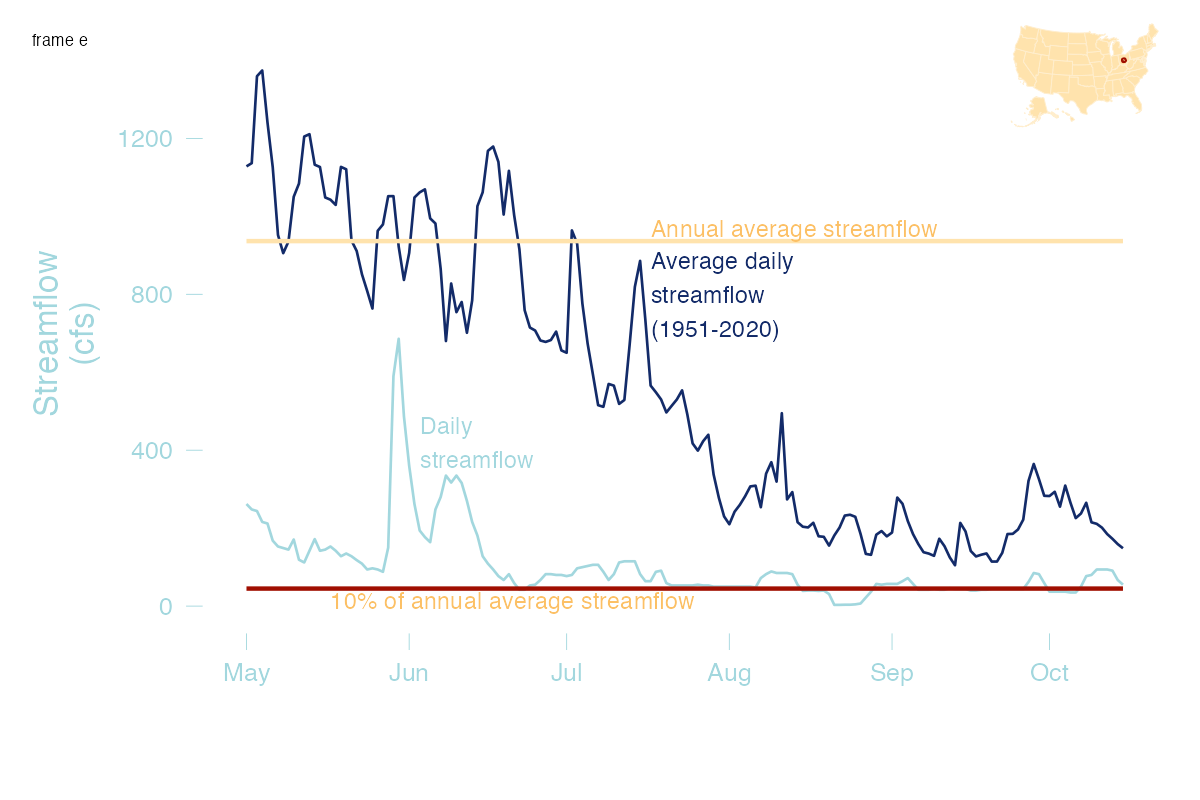 frame e
1200
800
400
0
Streamflow
(cfs)
Annual average streamflow
Average daily
streamflow
(1951-2020)
Daily
streamflow
10% of annual average streamflow
May Jun Jul Aug Sep Oct